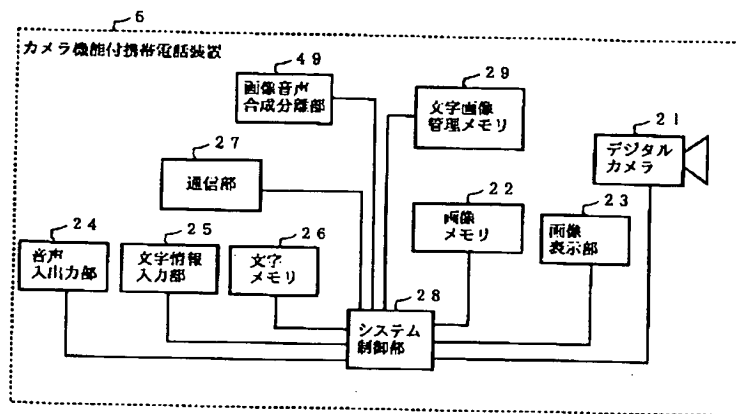 6
カメラ機能付携帯電話装置
49
画像音声
合成分離部
29
文字画像
管理メモリ
21
デジタル
カメラ
27
通信部
22
画像
メモリ
23
画像
表示部
24
音声
入出力部
25
文字情報
入力部
26
文字
メモリ
28
システム
制御部